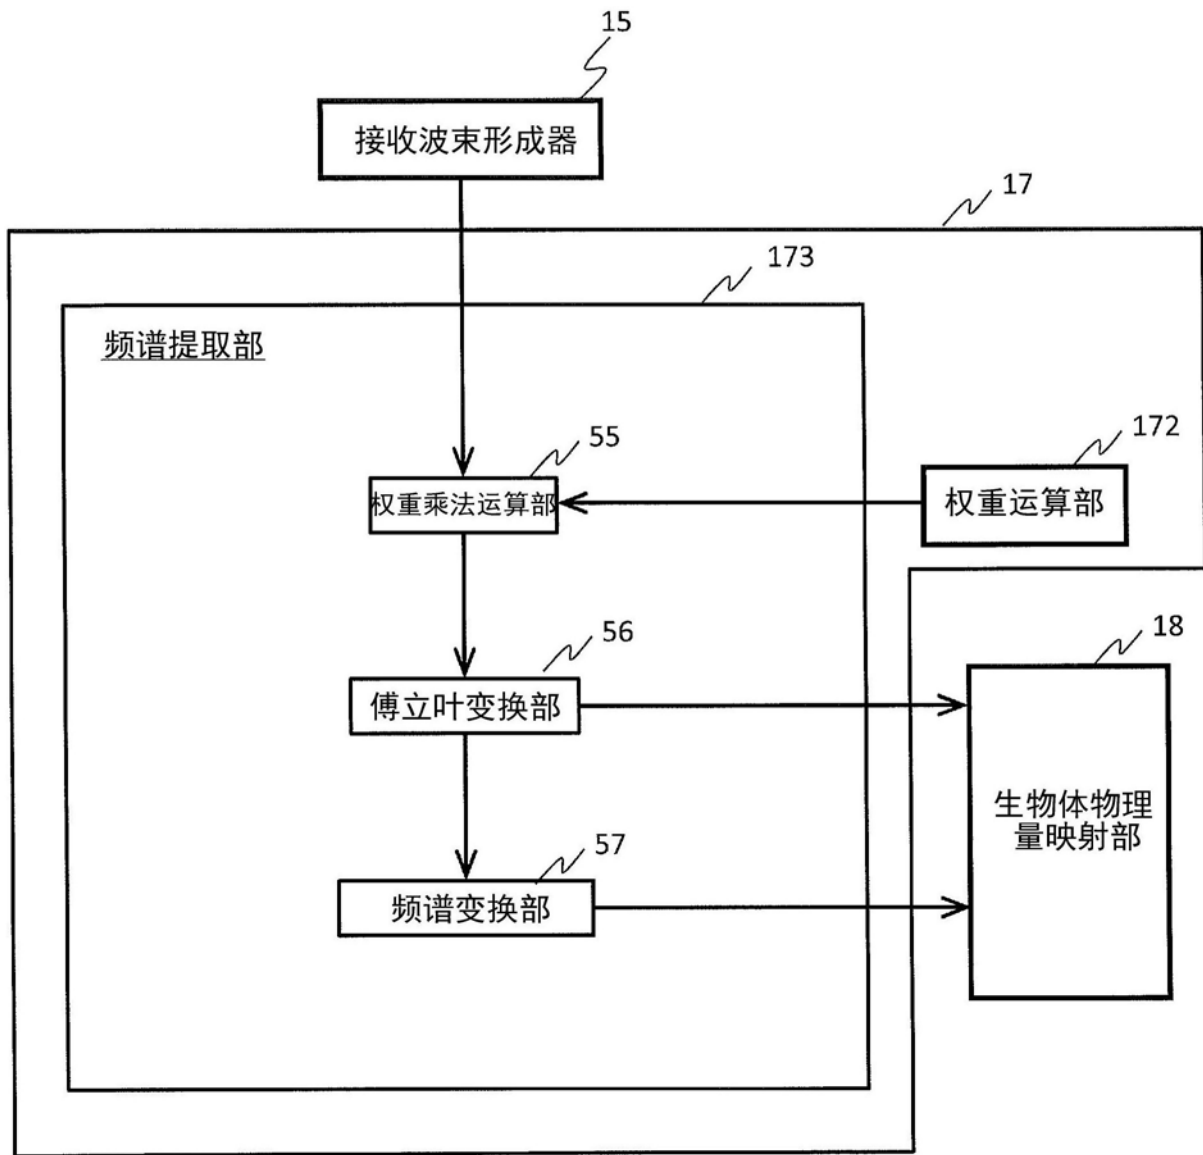 15
接收波束形成器
17
173
频谱提取部
55
172
权重乘法运算部
权重运算部
56
18
傅立叶变换部
生物体物理
量映射部
57
频谱变换部